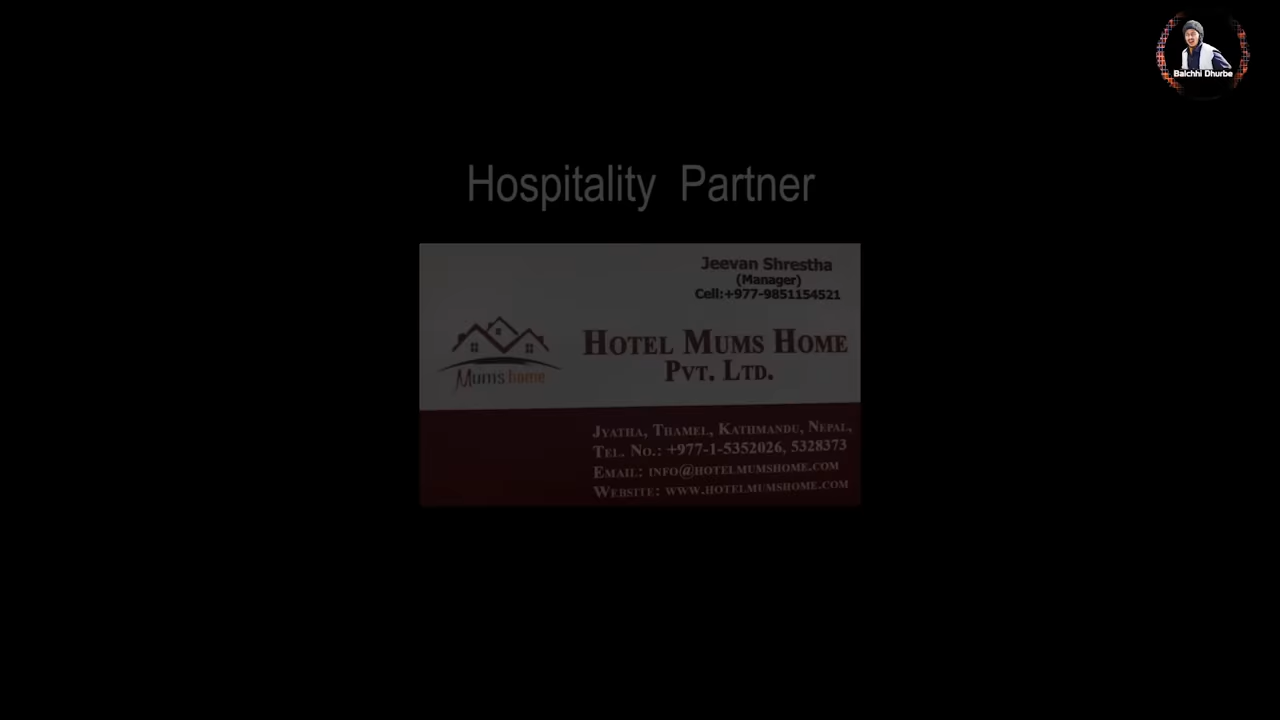 Balchhi Dhurbe
Hospitality Partner
Jeevan Shrestha
(Manager)
Cell:+977-9851154521
HOTEL MUMS HOME
PVT. LTD.
Mums home
JYATHA, THAMEL, KATHMANDU, NEPAL,
TEL. NO.: +977-1-5352026, 5328373
EMAIL: INFO@HOTELMUMSHOME.COM
WEBSITE: WWW.HOTELMUMSHOME.COM